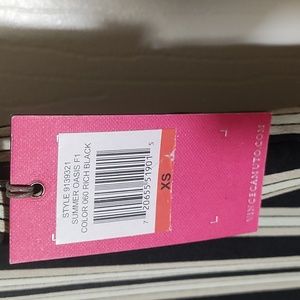 STYLE 9139321
SUMMER OASIS F1
COLOR 060 RICH BLACK
7 20655 51901 5
XS
VINCECAMUTO.COM